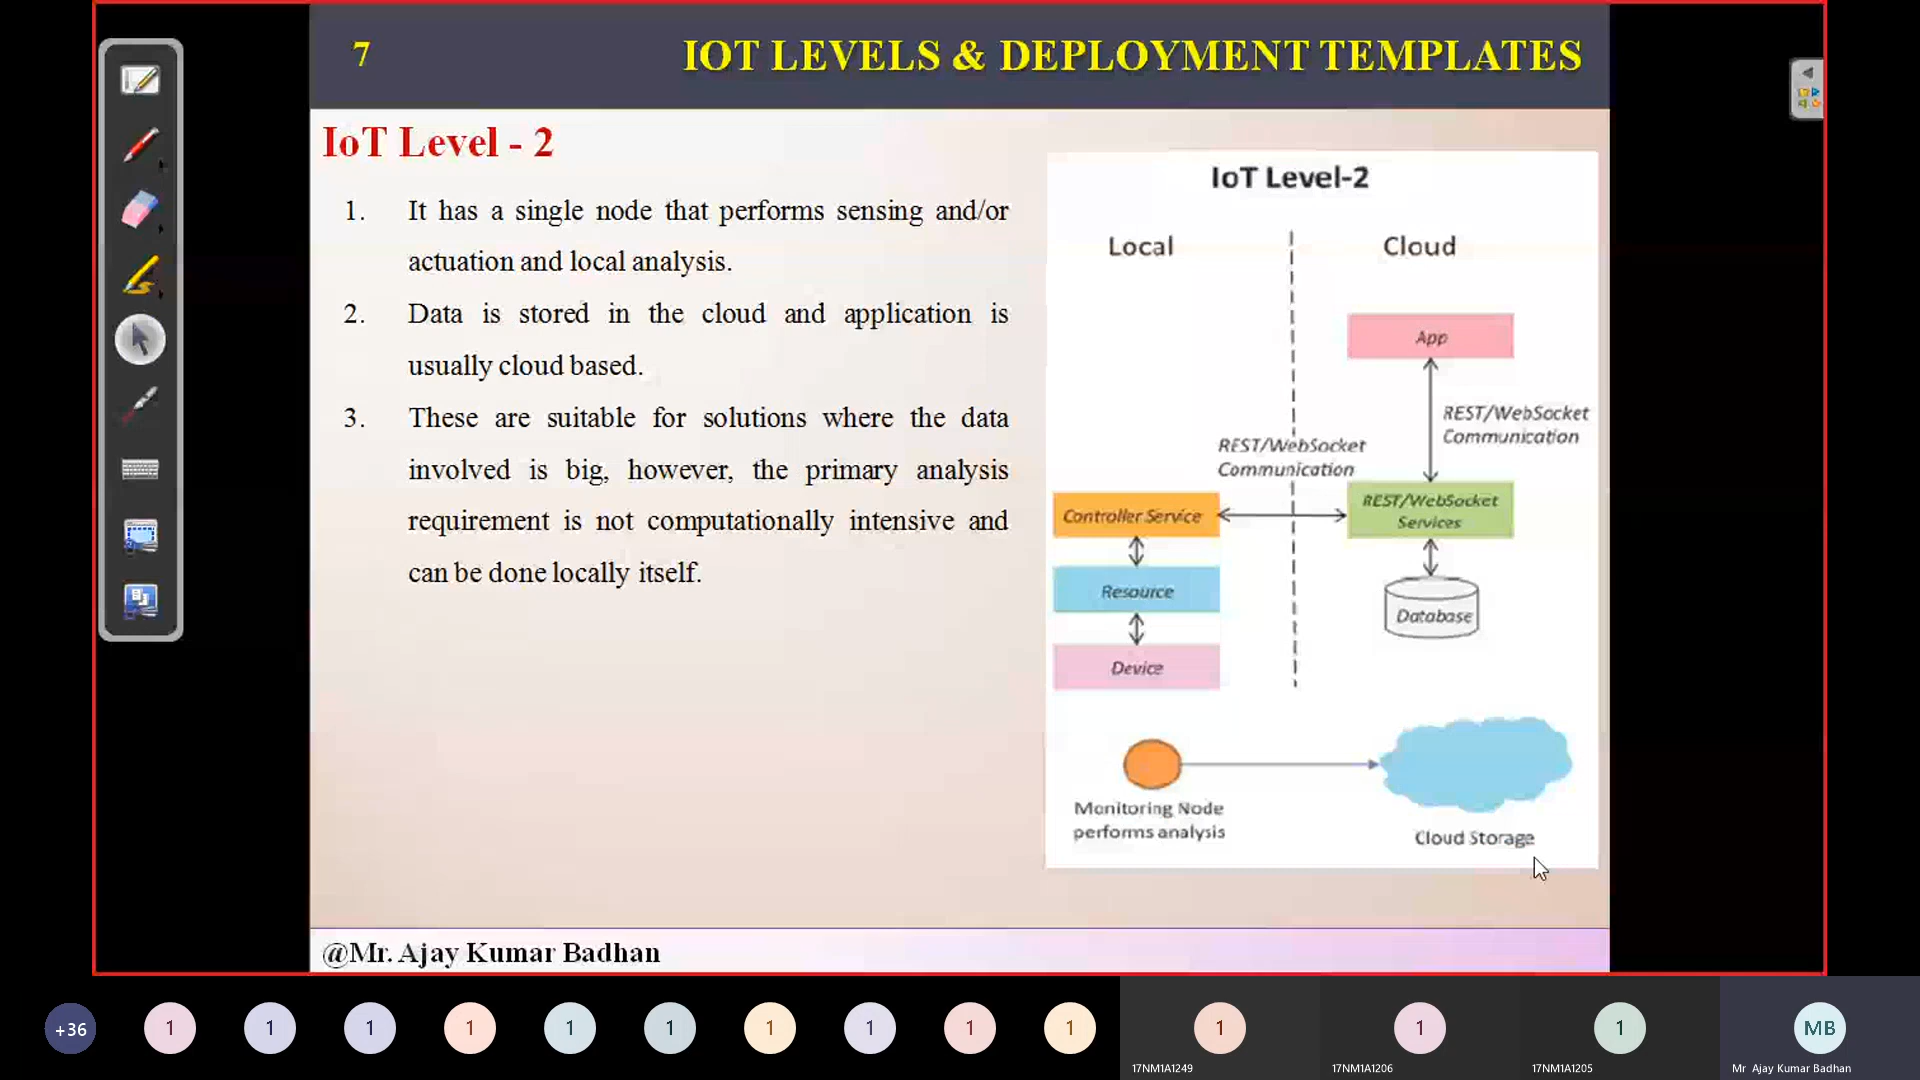 7
IOT LEVELS & DEPLOYMENT TEMPLATES
IoT Level - 2
1. It has a single node that performs sensing and/or
actuation and local analysis.
2. Data is stored in the cloud and application is
usually cloud based.
3. These are suitable for solutions where the data
involved is big, however, the primary analysis
requirement is not computationally intensive and
can be done locally itself.
IoT Level-2
Local
Cloud
App
REST/WebSocket
Communication
REST/WebSocket
Communication
Controller Service
REST/WebSocket
Services
Resource
Database
Device
Monitoring Node
performs analysis
Cloud Storage
@Mr. Ajay Kumar Badhan
+36
1
1
1
1
1
1
1
1
1
1
1
1
1
MB
17NM1A1249
17NM1A1206
17NM1A1205
Mr Ajay Kumar Badhan